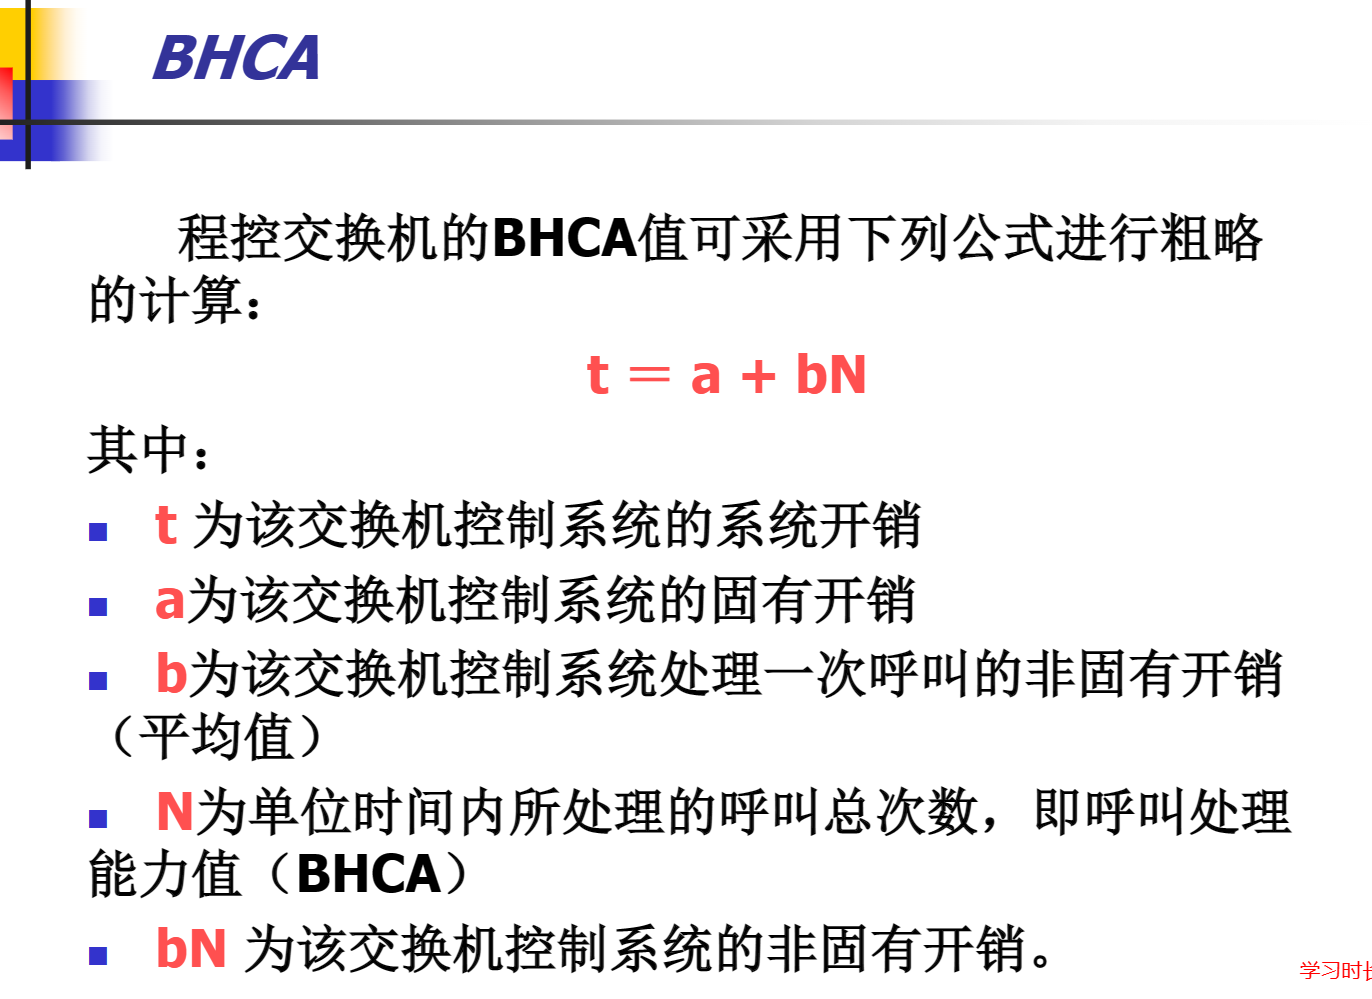 BHCA
程控交换机的BHCA值可采用下列公式进行粗略
的计算：
t ＝ a + bN
其中：
t 为该交换机控制系统的系统开销
a为该交换机控制系统的固有开销
b为该交换机控制系统处理一次呼叫的非固有开销
（平均值）
N为单位时间内所处理的呼叫总次数，即呼叫处理
能力值（BHCA）
bN 为该交换机控制系统的非固有开销。
学习时长